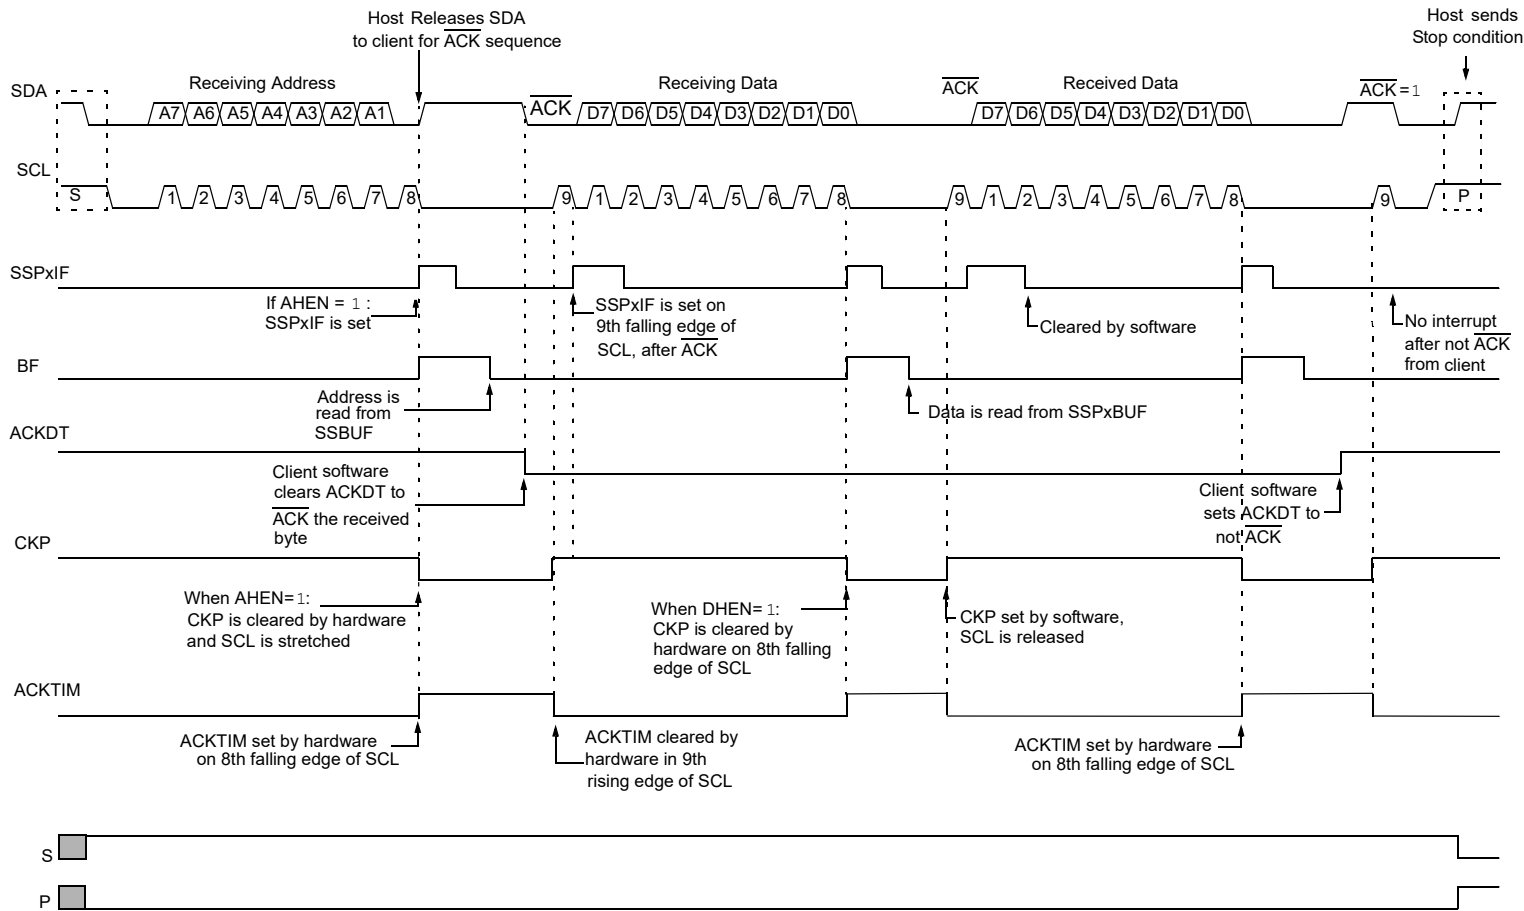 Host Releases SDA
to client for ACK sequence
Host sends
Stop condition
SDA
Receiving Address
Receiving Data
ACK
Received Data
ACK = 1
A7 A6 A5 A4 A3 A2 A1
ACK
D7 D6 D5 D4 D3 D2 D1 D0
D7 D6 D5 D4 D3 D2 D1 D0
SCL
S
1 2 3 4 5 6 7 8
9 1 2 3 4 5 6 7 8
9 1 2 3 4 5 6 7 8
9
P
SSPxIF
If AHEN = 1 :
SSPxIF is set
SSPxIF is set on
9th falling edge of
SCL, after ACK
Cleared by software
No interrupt
after not ACK
from client
BF
Address is
read from
SSBUF
Data is read from SSPxBUF
ACKDT
Client software
clears ACKDT to
ACK the received
byte
Client software
sets ACKDT to
not ACK
CKP
When AHEN=1:
CKP is cleared by hardware
and SCL is stretched
When DHEN= 1:
CKP is cleared by
hardware on 8th falling
edge of SCL
CKP set by software,
SCL is released
ACKTIM
ACKTIM set by hardware
on 8th falling edge of SCL
ACKTIM cleared by
hardware in 9th
rising edge of SCL
ACKTIM set by hardware
on 8th falling edge of SCL
S
P